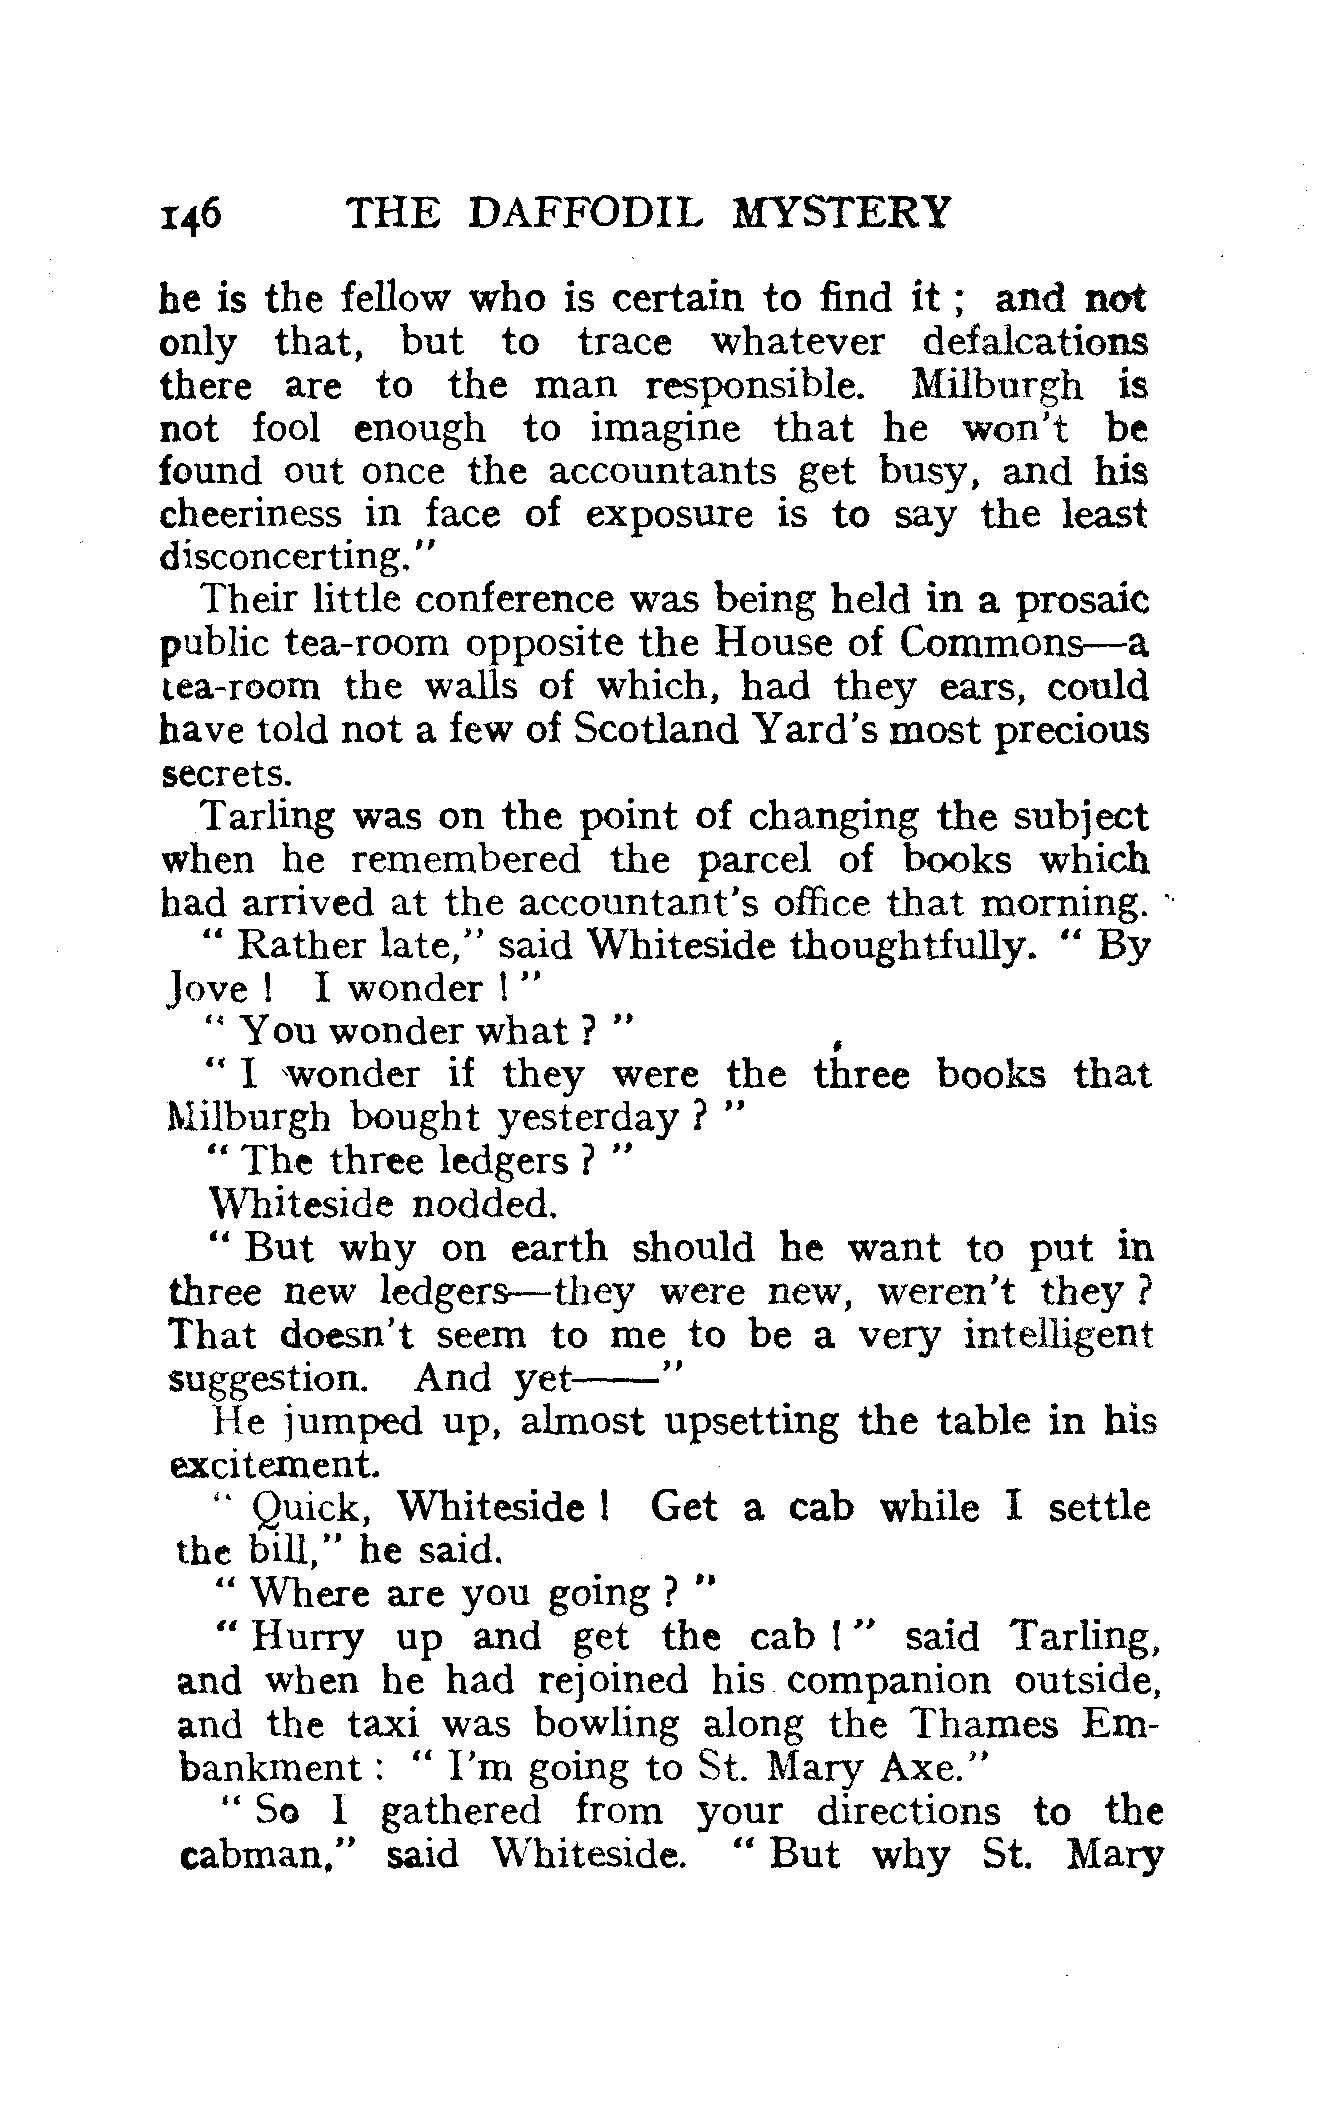 146 THE DAFFODIL MYSTERY
he is the fellow who is certain to find it ; and not
only that, but to trace whatever defalcations
there are to the man responsible. Milburgh is
not fool enough to imagine that he won't be
found out once the accountants get busy, and his
cheeriness in face of exposure is to say the least
disconcerting."
Their little conference was being held in a prosaic
public tea-room opposite the House of Commons—a
tea-room the walls of which, had they ears, could
have told not a few of Scotland Yard's most precious
secrets.
Tarling was on the point of changing the subject
when he remembered the parcel of books which
had arrived at the accountant's office that morning.
" Rather late," said Whiteside thoughtfully. " By
Jove ! I wonder ! "
" You wonder what ? "
" I wonder if they were the three books that
Milburgh bought yesterday ? "
" The three ledgers ? "
Whiteside nodded.
" But why on earth should he want to put in
three new ledgers—they were new, weren't they ?
That doesn't seem to me to be a very intelligent
suggestion. And yet——"
He jumped up, almost upsetting the table in his
excitement.
" Quick, Whiteside ! Get a cab while I settle
the bill," he said.
" Where are you going ? "
" Hurry up and get the cab ! " said Tarling,
and when he had rejoined his companion outside,
and the taxi was bowling along the Thames Em-
bankment : " I'm going to St. Mary Axe."
" So I gathered from your directions to the
cabman," said Whiteside. " But why St. Mary